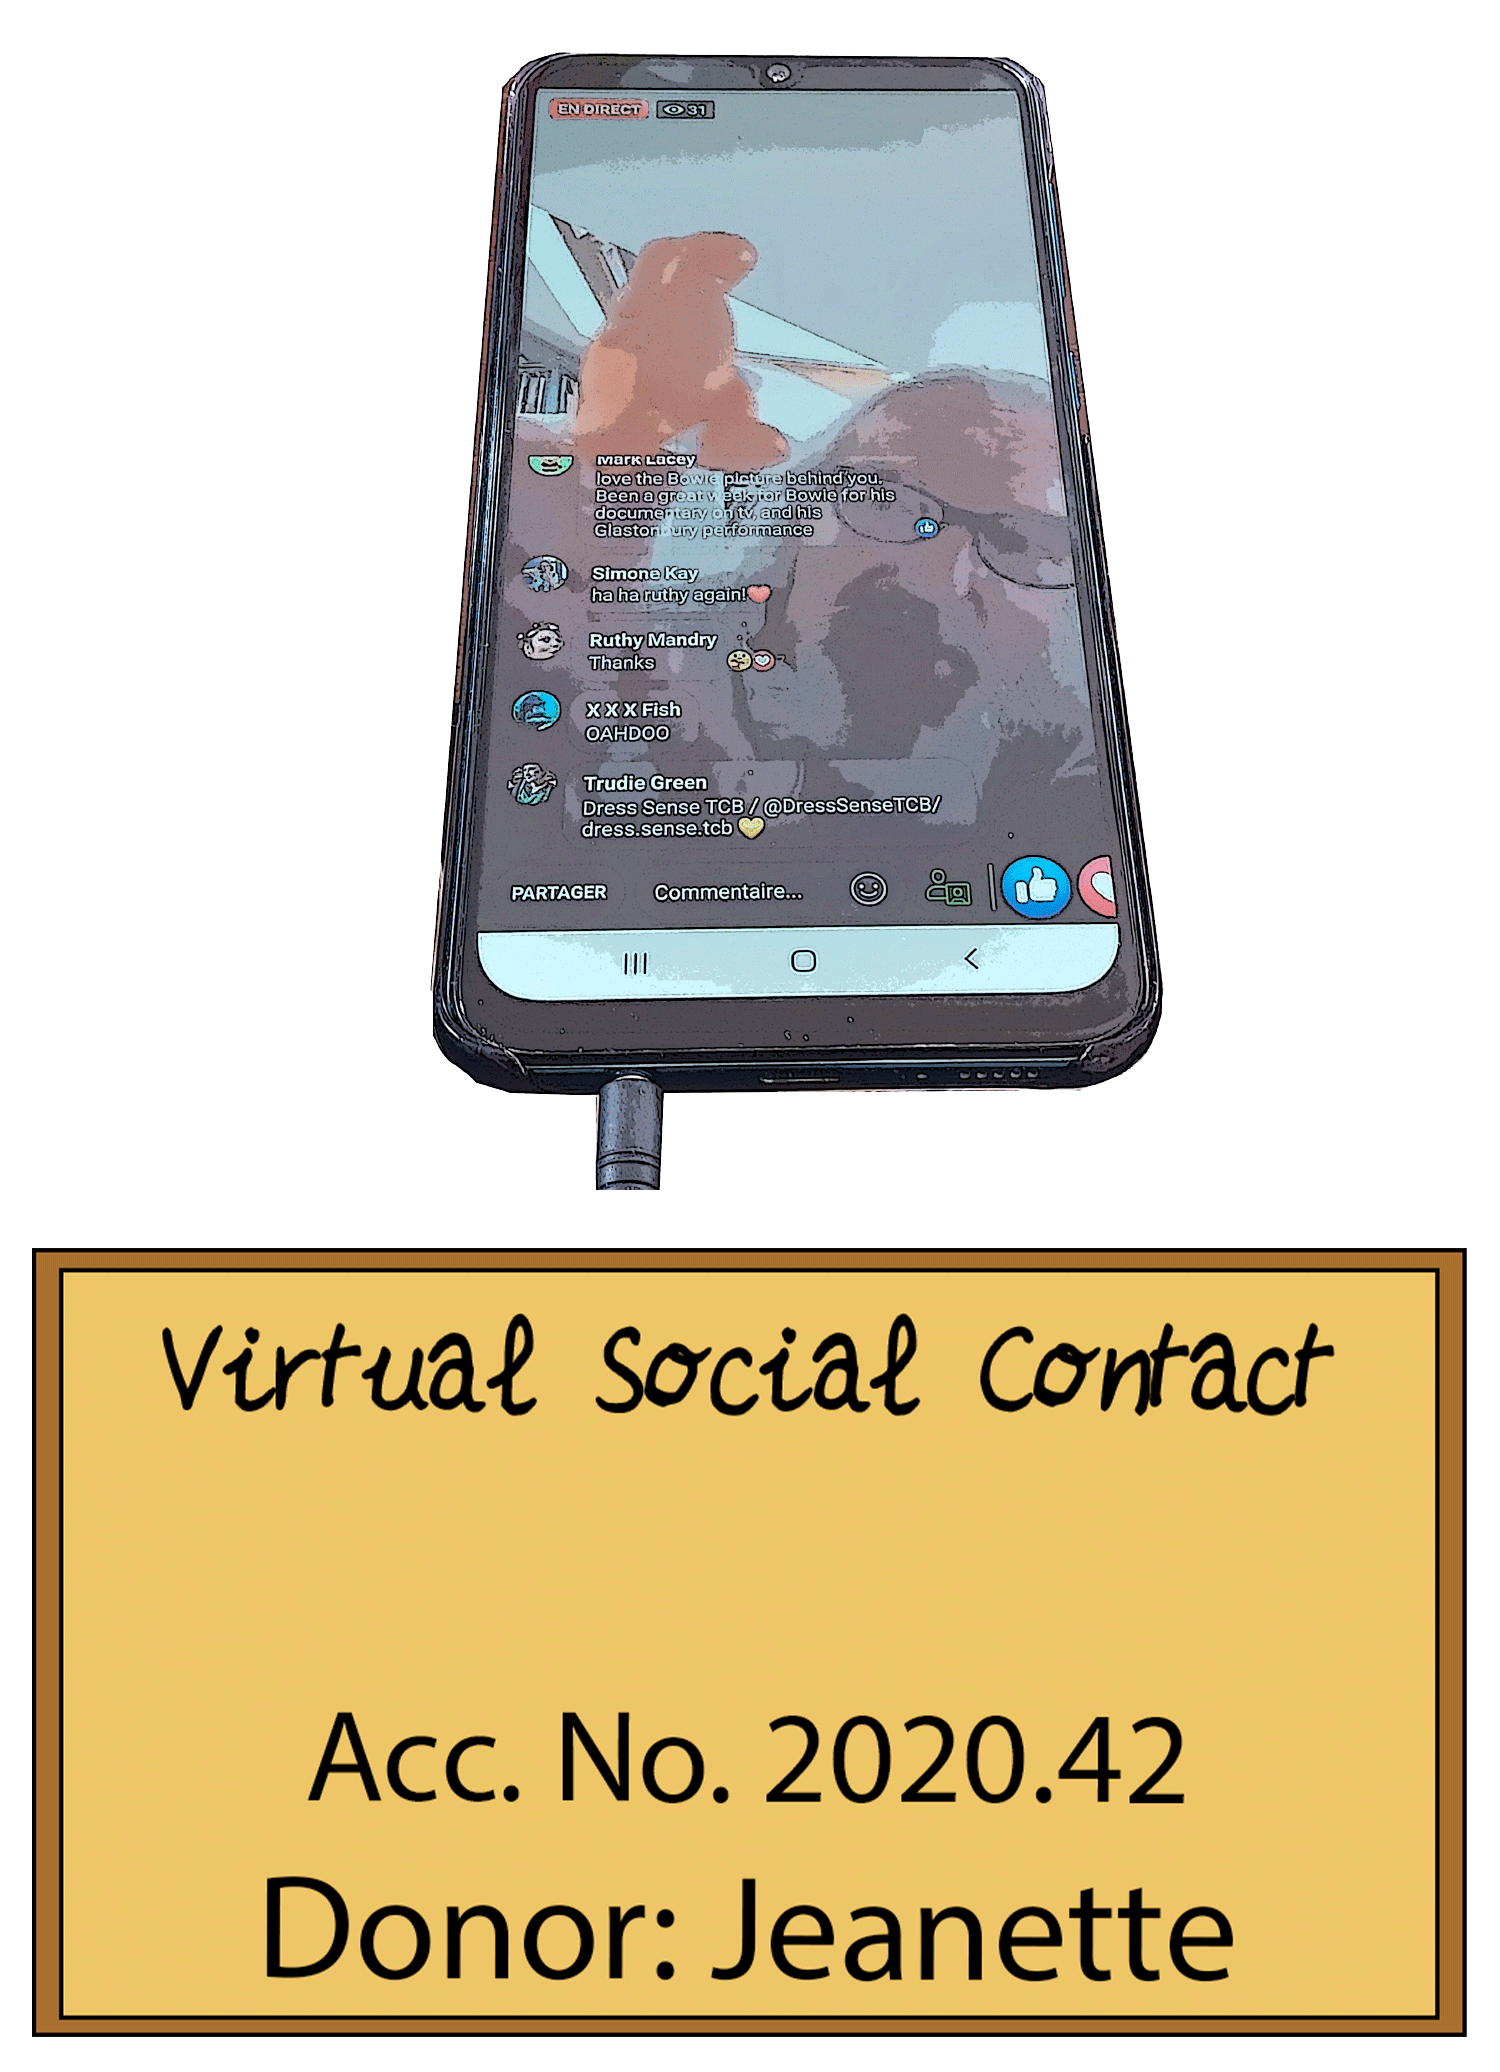 EN DIRECT 31
Mark Lacey
love the Bowie picture behind you.
Been a great week for Bowie for his
documentary on tv, and his
Glastonbury performance
Simone Kay
ha ha ruthy again!
Ruthy Mandry
Thanks
X X X Fish
OAHDOO
Trudie Green
Dress Sense TCB / @DressSenseTCB/
dress.sense.tcb
PARTAGER Commentaire...
Virtual Social Contact
Acc. No. 2020.42
Donor: Jeanette